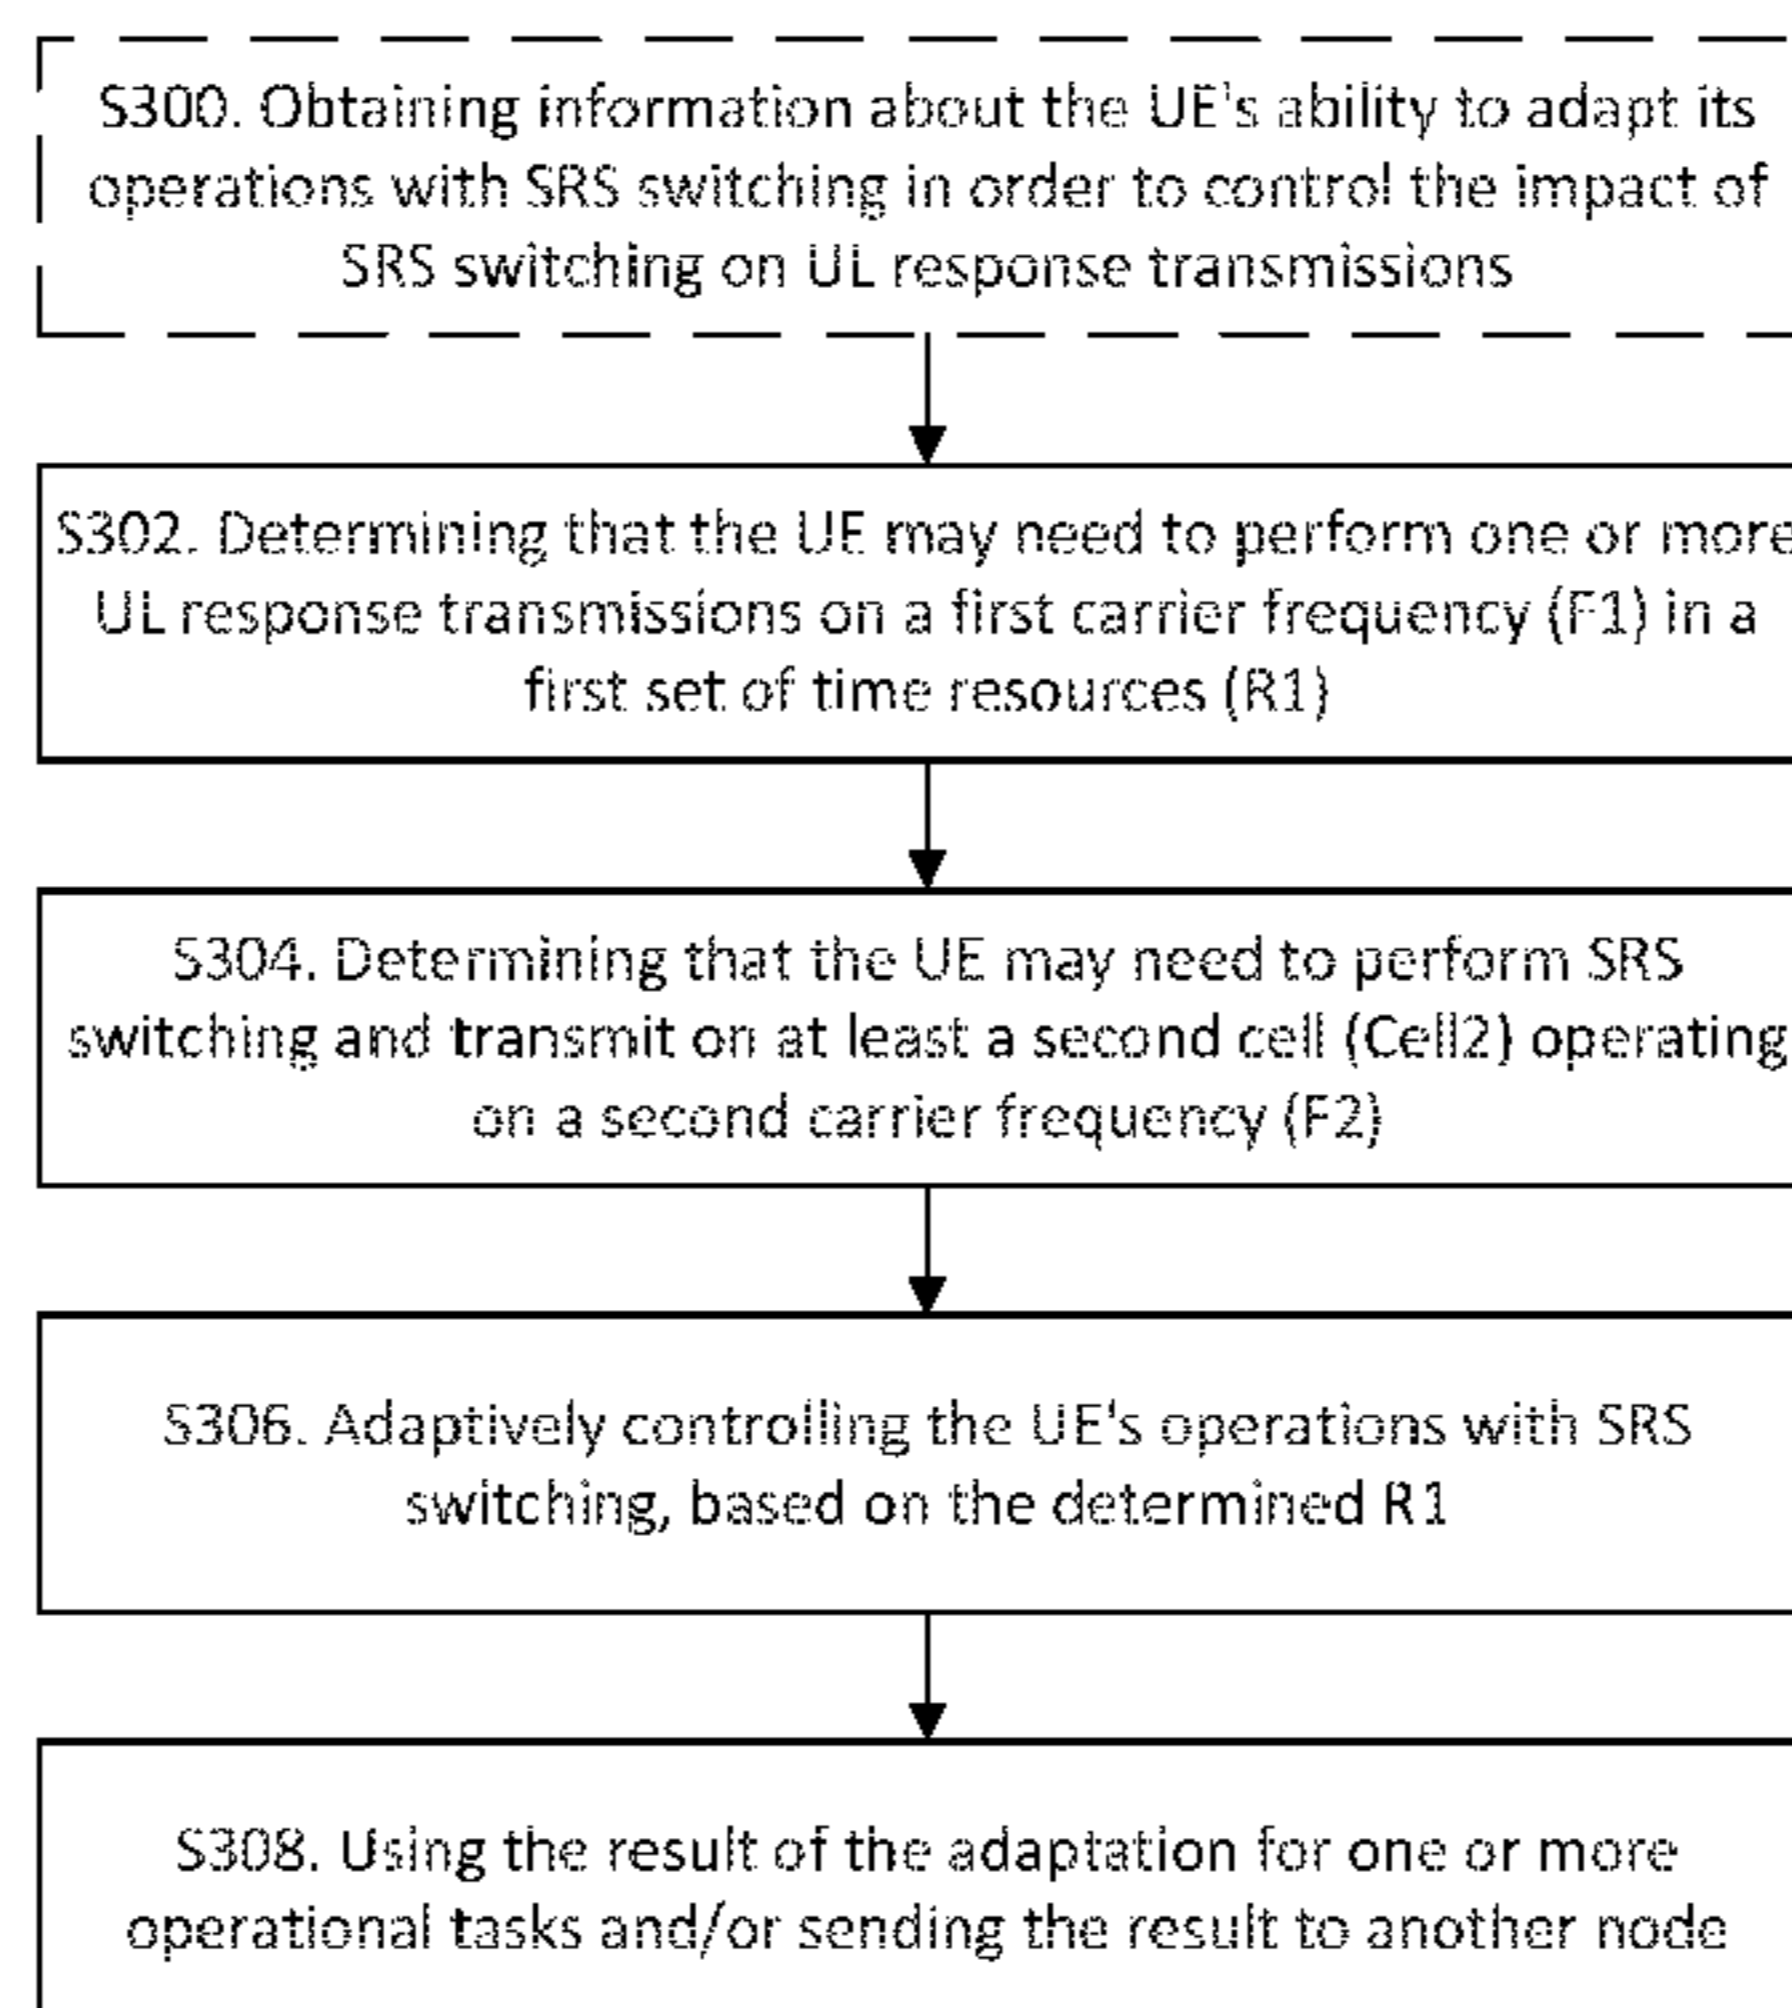 S300. Obtaining information about the UE's ability to adapt its
operations with SRS switching in order to control the impact of
SRS switching on UL response transmissions
S302. Determining that the UE may need to perform one or more
UL response transmissions on a first carrier frequency (F1) in a
first set of time resources (R1)
S304. Determining that the UE may need to perform SRS
switching and transmit on at least a second cell (Cell2) operating
on a second carrier frequency (F2)
S306. Adaptively controlling the UE's operations with SRS
switching, based on the determined R1
S308. Using the result of the adaptation for one or more
operational tasks and/or sending the result to another node